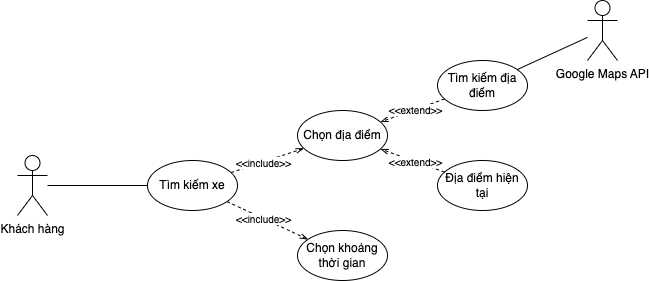 Google Maps API
Tìm kiếm địa
điểm
<<extend>>
Chọn địa điểm
<<include>>
<<extend>>
Địa điểm hiện
tại
Tìm kiếm xe
Khách hàng
<<include>>
Chọn khoảng
thời gian